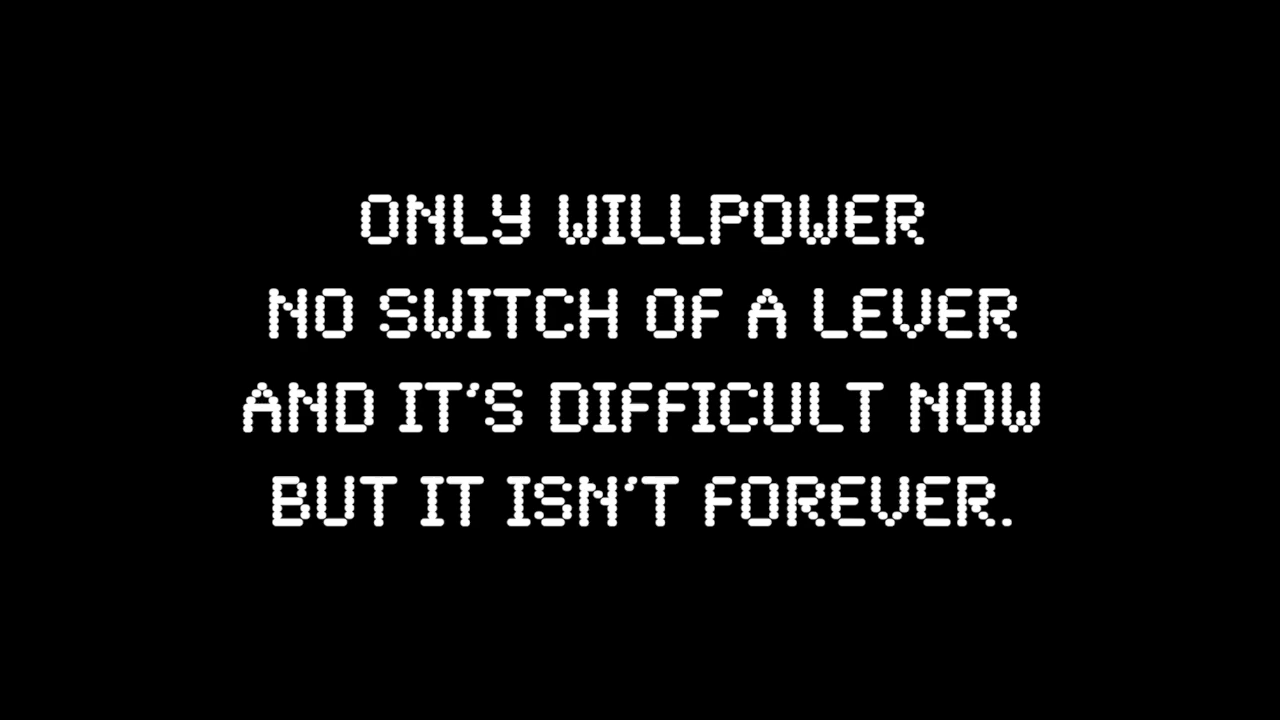 ONLY WILLPOWER
NO SWITCH OF A LEVER
AND IT'S DIFFICULT NOW
BUT IT ISN'T FOREVER.